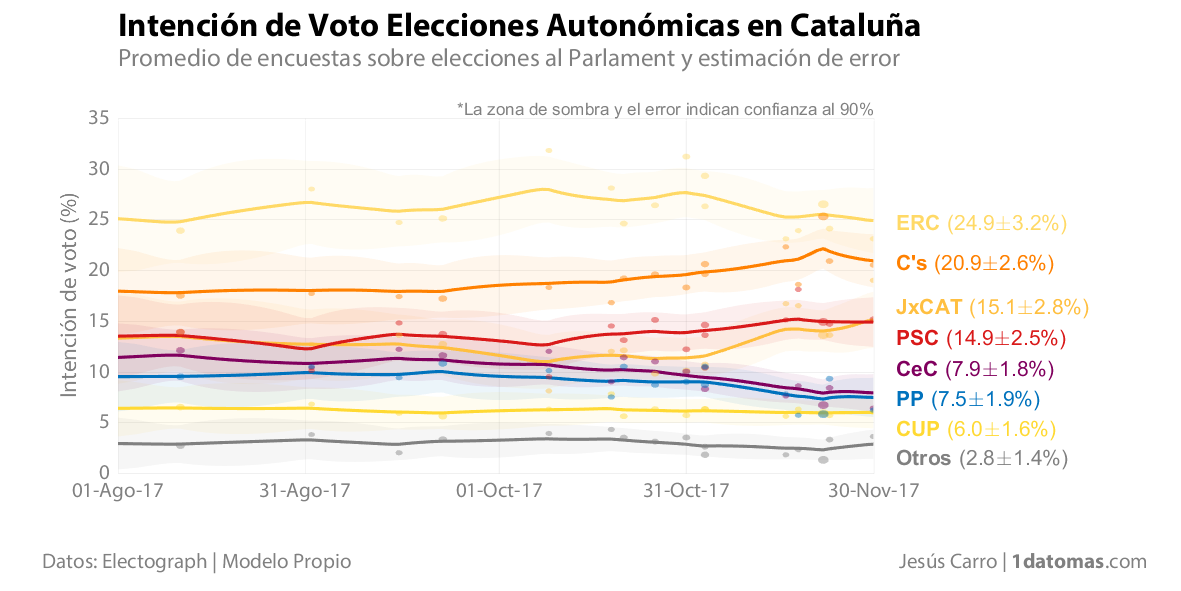 Intención de Voto Elecciones Autonómicas en Cataluña
Promedio de encuestas sobre elecciones al Parlament y estimación de error
*La zona de sombra y el error indican confianza al 90%
Intención de voto (%)
35
30
25
20
15
10
5
0
01-Ago-17
31-Ago-17
01-Oct-17
31-Oct-17
30-Nov-17
ERC (24.9±3.2%)
C's (20.9±2.6%)
JxCAT (15.1±2.8%)
PSC (14.9±2.5%)
CeC (7.9±1.8%)
PP (7.5±1.9%)
CUP (6.0±1.6%)
Otros (2.8±1.4%)
Datos: Electograph | Modelo Propio
Jesús Carro | 1datomas.com